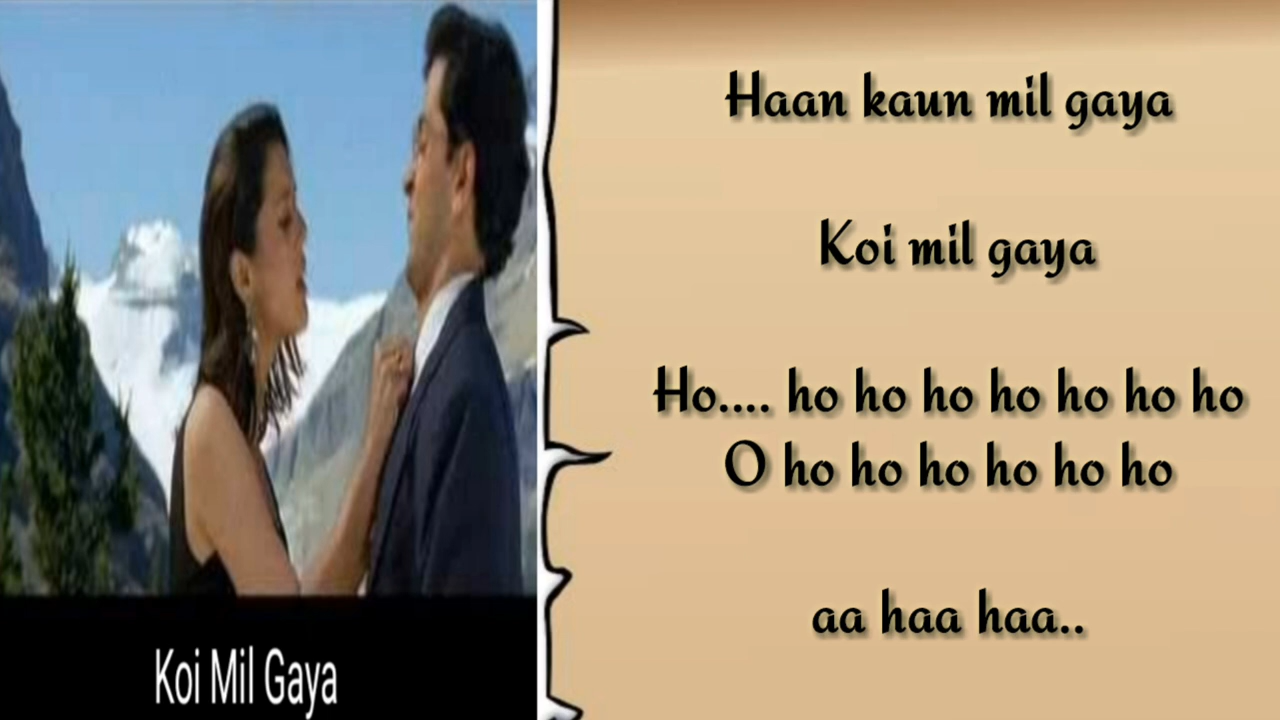 Haan kaun mil gaya
Koi mil gaya
Ho.... ho ho ho ho ho ho ho
O ho ho ho ho ho ho
aa haa haa..
Koi Mil Gaya